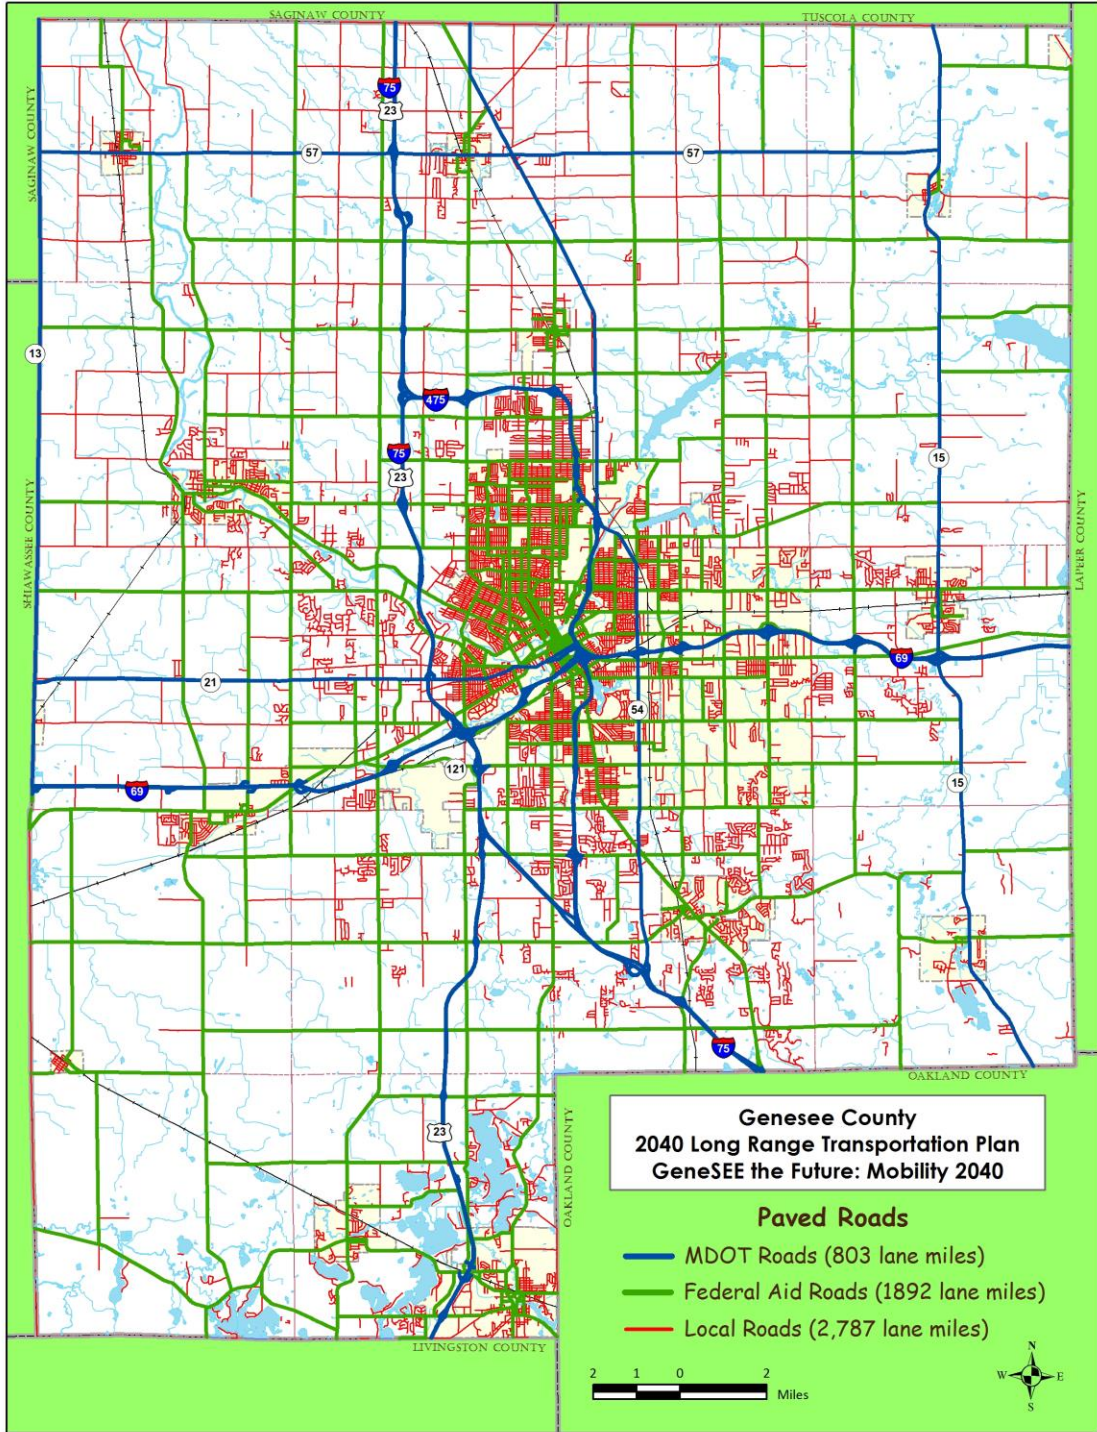 SAGINAW COUNTY
TUSCOLA COUNTY
75
23
SAGINAW COUNTY
57
57
13
475
75
23
15
SHIAWASSEE COUNTY
LAPEER COUNTY
69
21
54
121
15
69
75
OAKLAND COUNTY
23
OAKLAND COUNTY
Genesee County
2040 Long Range Transportation Plan
GeneSEE the Future: Mobility 2040
Paved Roads
MDOT Roads (803 lane miles)
Federal Aid Roads (1892 lane miles)
Local Roads (2,787 lane miles)
LIVINGSTON COUNTY
2 1 0 2
Miles
N
W E
S